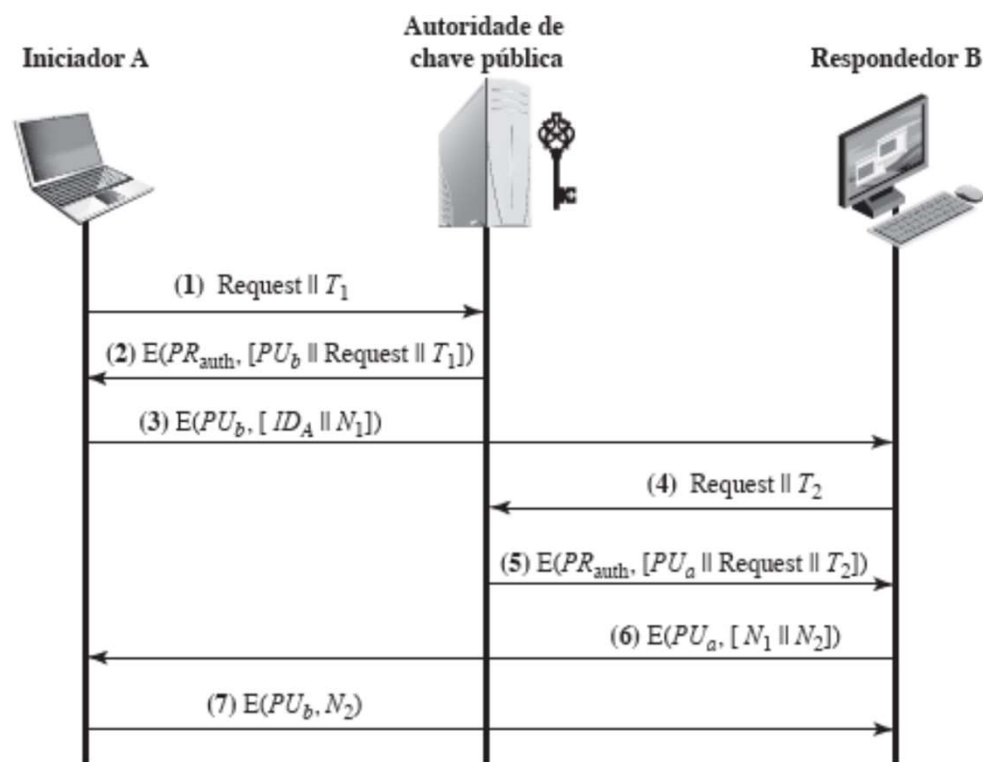 Autoridade de
chave pública
Iniciador A
Respondedor B
(1) Request || T₁
(2) E(PRauth, [PUb || Request || T₁])
(3) E(PUb, [ IDA || N₁])
(4) Request || T₂
(5) E(PRauth, [PUa || Request || T₂])
(6) E(PUa, [ N₁ || N₂])
(7) E(PUb, N₂)